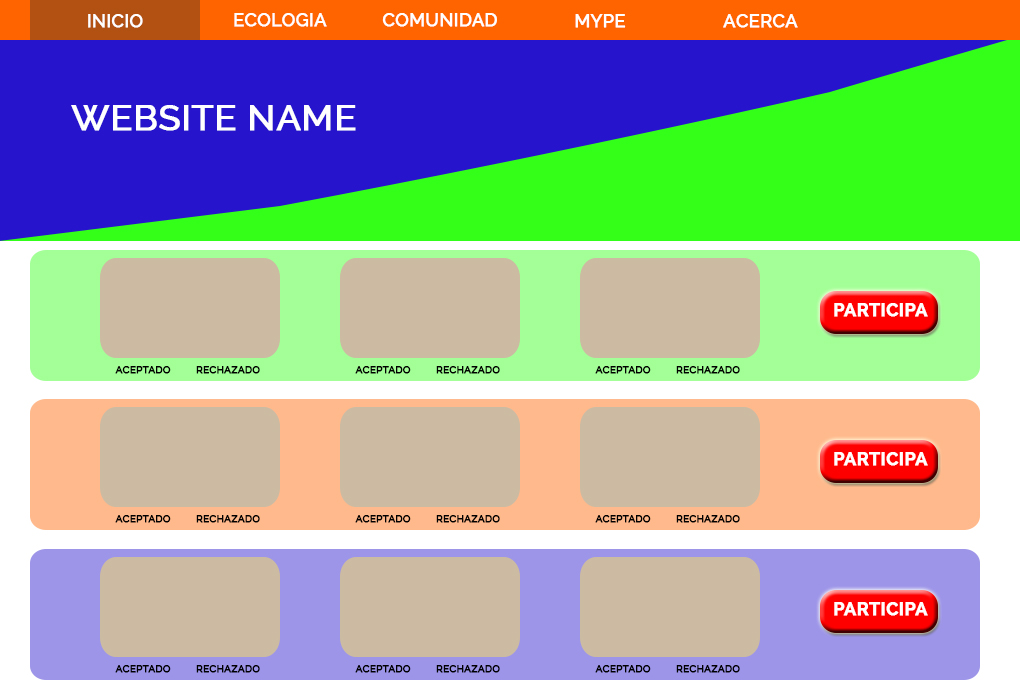 INICIO ECOLOGIA COMUNIDAD MYPE ACERCA
WEBSITE NAME
PARTICIPA
ACEPTADO RECHAZADO ACEPTADO RECHAZADO ACEPTADO RECHAZADO
PARTICIPA
ACEPTADO RECHAZADO ACEPTADO RECHAZADO ACEPTADO RECHAZADO
PARTICIPA
ACEPTADO RECHAZADO ACEPTADO RECHAZADO ACEPTADO RECHAZADO